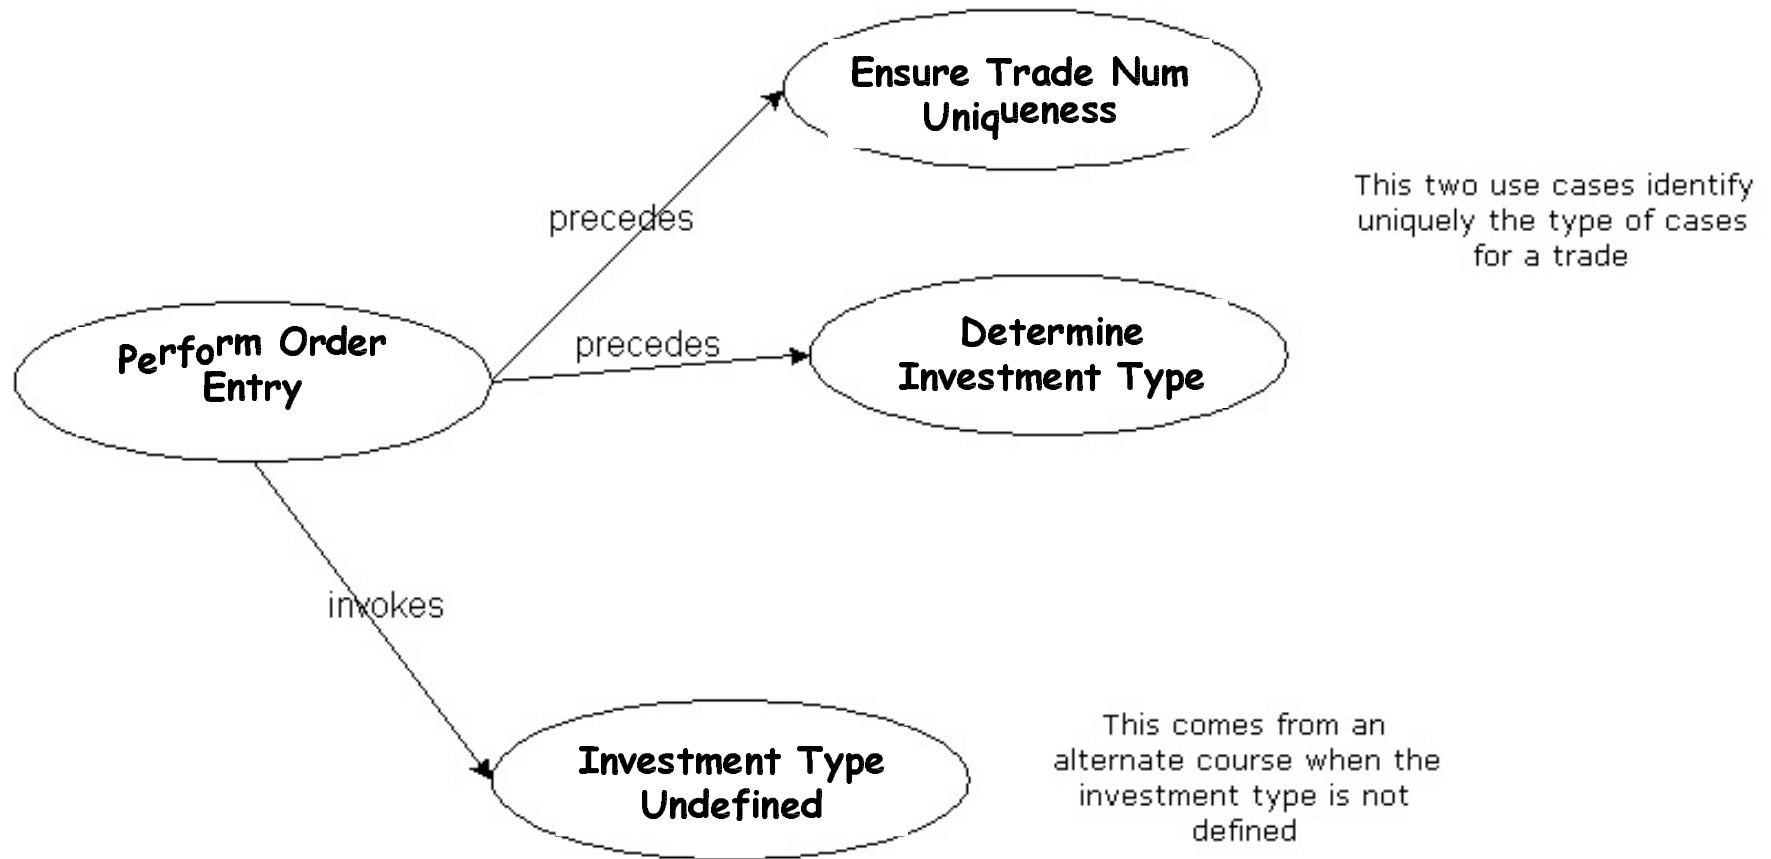 Ensure Trade Num
Uniqueness
This two use cases identify
uniquely the type of cases
for a trade
precedes
precedes
Determine
Investment Type
Perform Order
Entry
invokes
Investment Type
Undefined
This comes from an
alternate course when the
investment type is not
defined